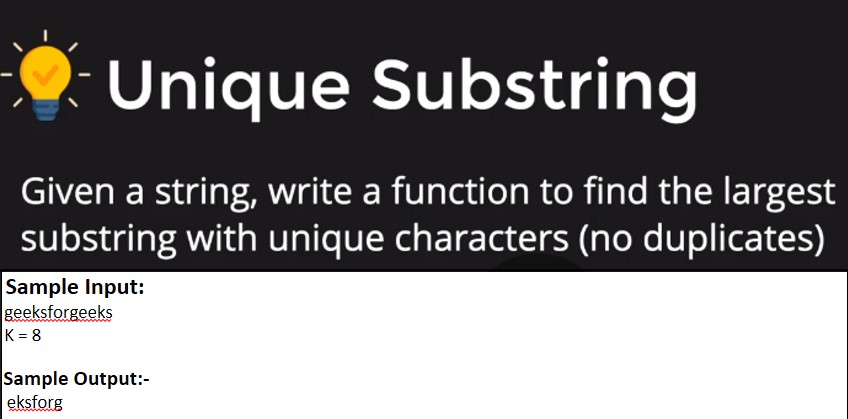 Unique Substring
Given a string, write a function to find the largest
substring with unique characters (no duplicates)
Sample Input:
geeksforgeeks
K = 8
Sample Output:-
eksforg